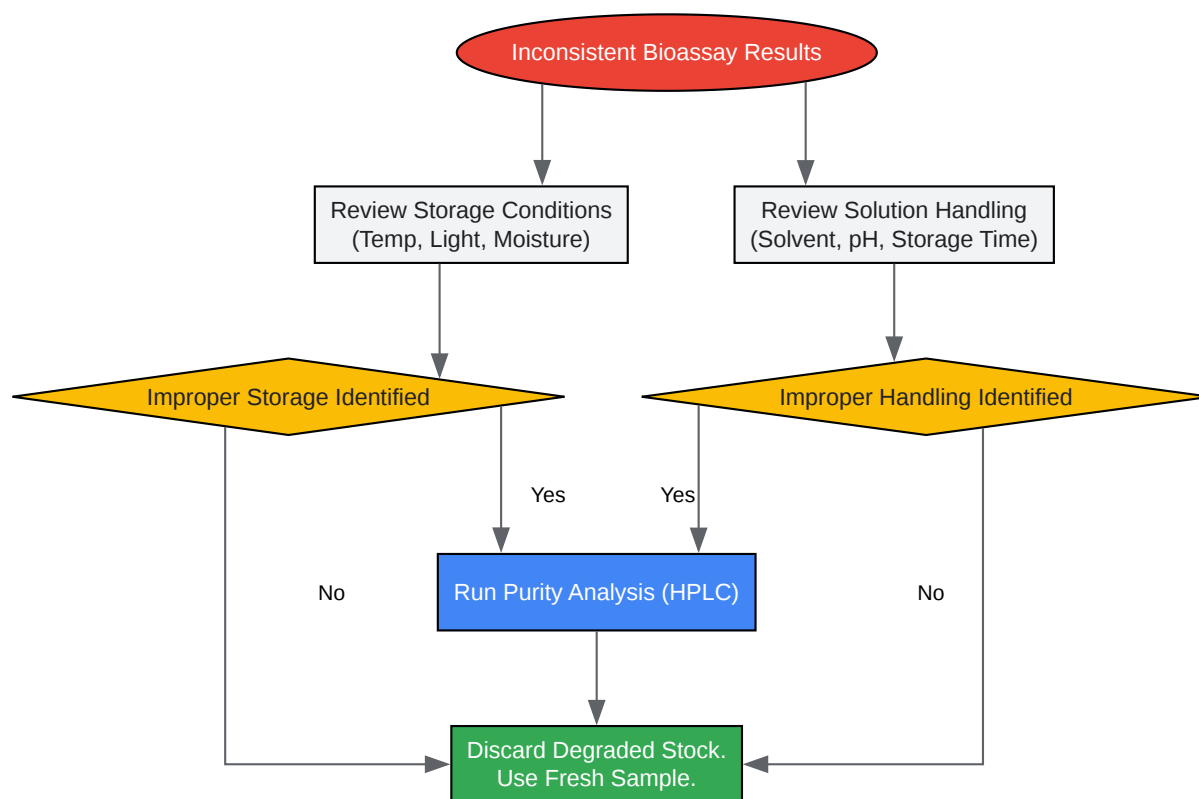 Inconsistent Bioassay Results
Review Storage Conditions
(Temp, Light, Moisture)
Review Solution Handling
(Solvent, pH, Storage Time)
Improper Storage Identified
Improper Handling Identified
Yes
Yes
No
Run Purity Analysis (HPLC)
No
Discard Degraded Stock.
Use Fresh Sample.